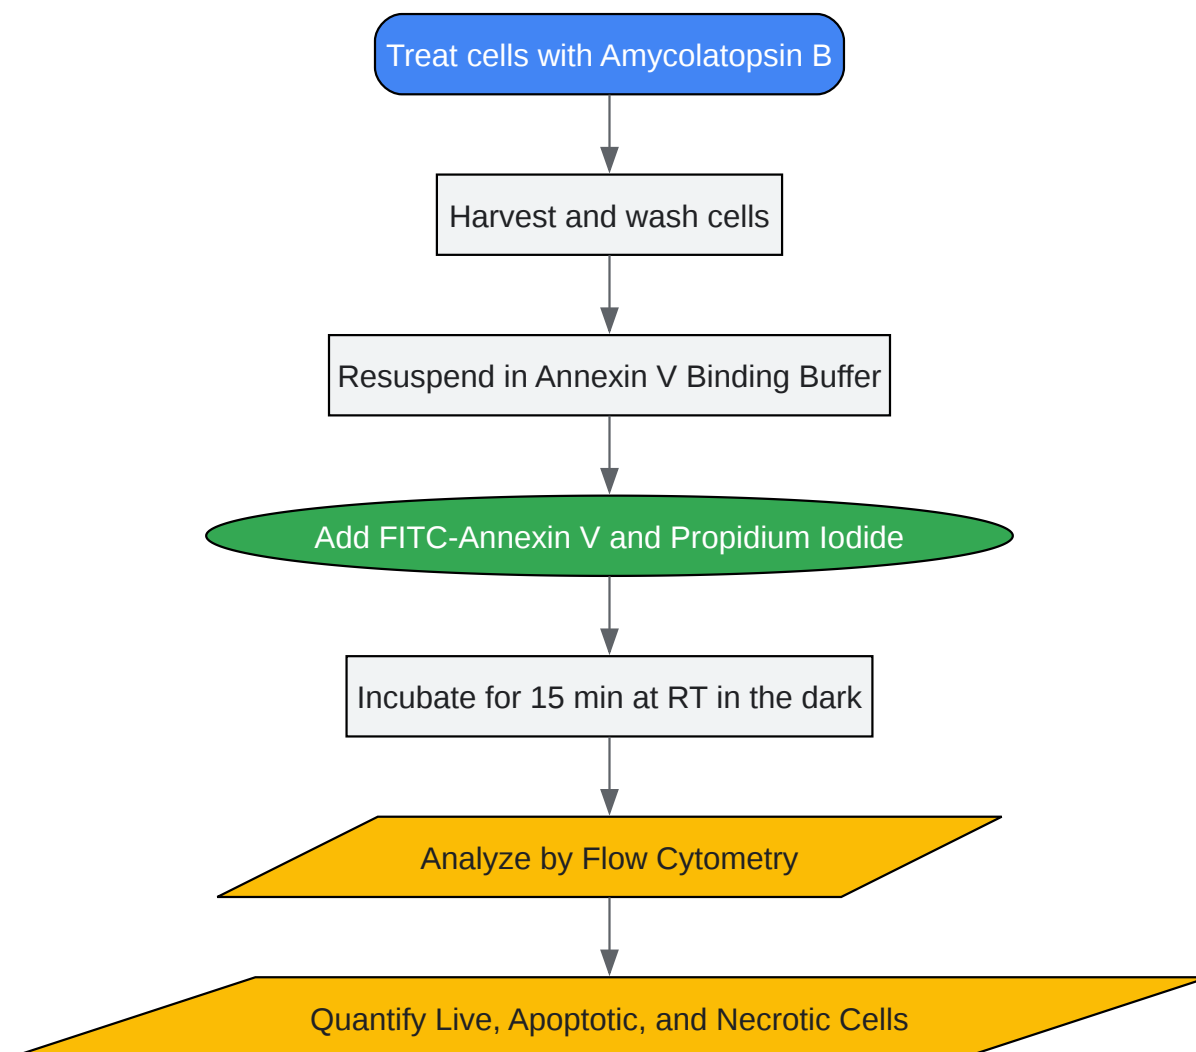 Treat cells with Amycolatopsin B
Harvest and wash cells
Resuspend in Annexin V Binding Buffer
Add FITC-Annexin V and Propidium Iodide
Incubate for 15 min at RT in the dark
Analyze by Flow Cytometry
Quantify Live, Apoptotic, and Necrotic Cells